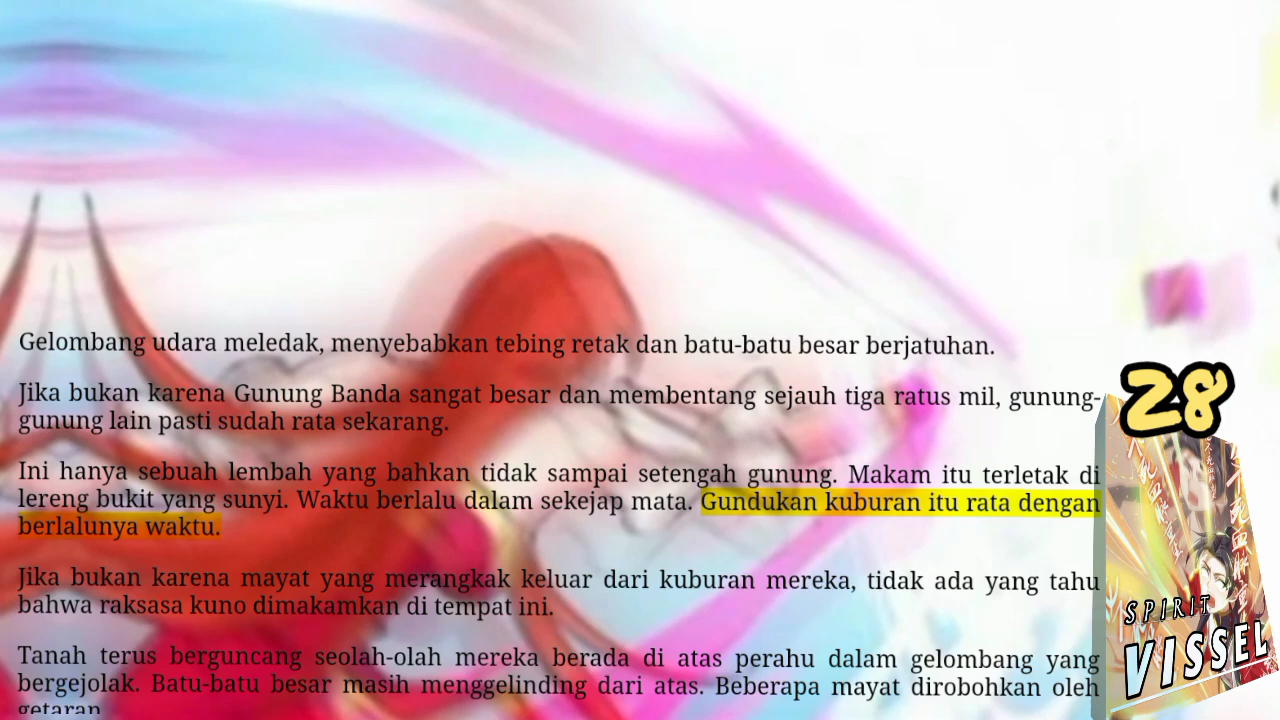 Gelombang udara meledak, menyebabkan tebing retak dan batu-batu besar berjatuhan.
Jika bukan karena Gunung Banda sangat besar dan membentang sejauh tiga ratus mil, gunung-
gunung lain pasti sudah rata sekarang.
Ini hanya sebuah lembah yang bahkan tidak sampai setengah gunung. Makam itu terletak di
lereng bukit yang sunyi. Waktu berlalu dalam sekejap mata. Gundukan kuburan itu rata dengan
berlalunya waktu.
Jika bukan karena mayat yang merangkak keluar dari kuburan mereka, tidak ada yang tahu
bahwa raksasa kuno dimakamkan di tempat ini.
Tanah terus berguncang seolah-olah mereka berada di atas perahu dalam gelombang yang
bergejolak. Batu-batu besar masih menggelinding dari atas. Beberapa mayat dirobohkan oleh
getaran
28
SPIRIT
VISSEL